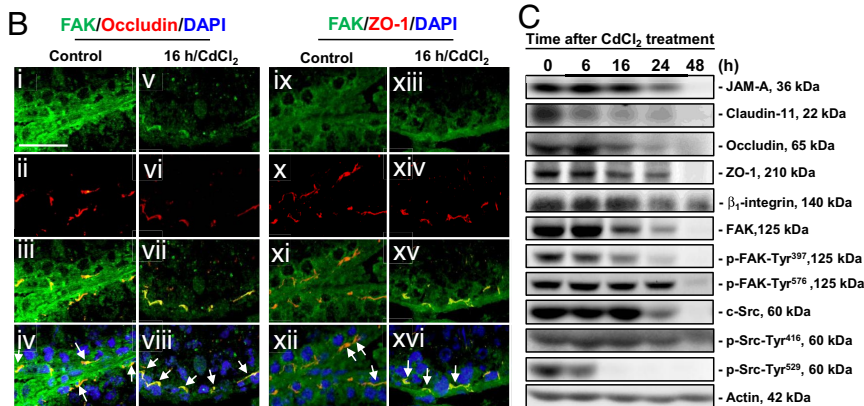 B
FAK/Occludin/DAPI
FAK/ZO-1/DAPI
Control
16 h/CdCl₂
Control
16 h/CdCl₂
i
v
ix
xiii
ii
vi
x
xiv
iii
vii
xi
xv
iv
viii
xii
xvi
C
Time after CdCl₂ treatment
0 6 16 24 48 (h)
- JAM-A, 36 kDa
- Claudin-11, 22 kDa
- Occludin, 65 kDa
- ZO-1, 210 kDa
- β₁-integrin, 140 kDa
- FAK,125 kDa
- p-FAK-Tyr³⁹⁷,125 kDa
- p-FAK-Tyr⁵⁷⁶,125 kDa
- c-Src, 60 kDa
- p-Src-Tyr⁴¹⁶, 60 kDa
- p-Src-Tyr⁵²⁹, 60 kDa
- Actin, 42 kDa